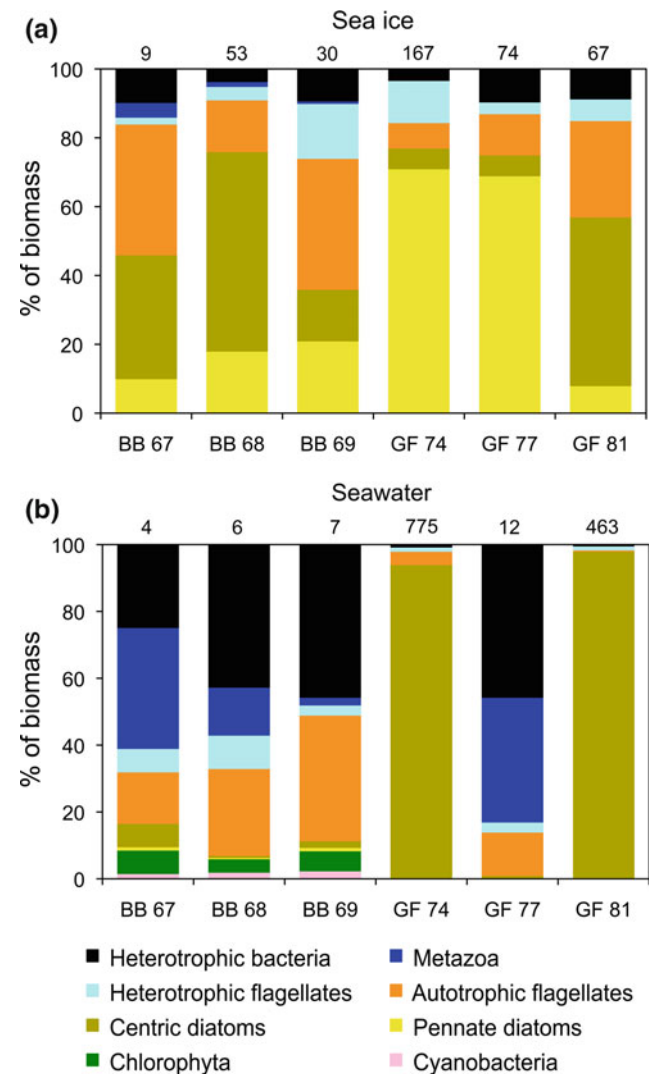 (a)
Sea ice
9 53 30 167 74 67
% of biomass
100
80
60
40
20
0
BB 67 BB 68 BB 69 GF 74 GF 77 GF 81
(b)
Seawater
4 6 7 775 12 463
% of biomass
100
80
60
40
20
0
BB 67 BB 68 BB 69 GF 74 GF 77 GF 81
Heterotrophic bacteria
Metazoa
Heterotrophic flagellates
Autotrophic flagellates
Centric diatoms
Pennate diatoms
Chlorophyta
Cyanobacteria